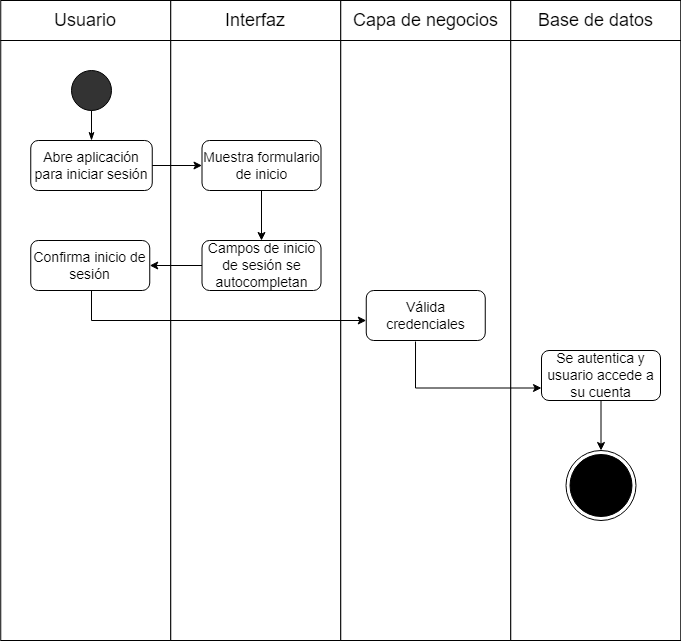 Usuario
Interfaz
Capa de negocios
Base de datos
Abre aplicación
para iniciar sesión
Muestra formulario
de inicio
Campos de inicio
de sesión se
autocompletan
Confirma inicio de
sesión
Válida
credenciales
Se autentica y
usuario accede a
su cuenta